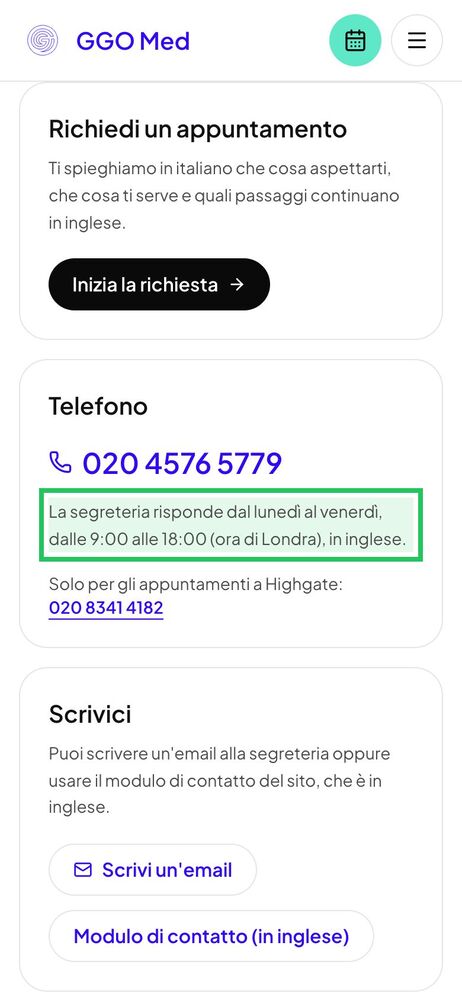 GGO Med
Richiedi un appuntamento
Ti spieghiamo in italiano che cosa aspettarti,
che cosa ti serve e quali passaggi continuano
in inglese.
Inizia la richiesta
Telefono
020 4576 5779
La segreteria risponde dal lunedì al venerdì,
dalle 9:00 alle 18:00 (ora di Londra), in inglese.
Solo per gli appuntamenti a Highgate:
020 8341 4182
Scrivici
Puoi scrivere un'email alla segreteria oppure
usare il modulo di contatto del sito, che è in
inglese.
Scrivi un'email
Modulo di contatto (in inglese)